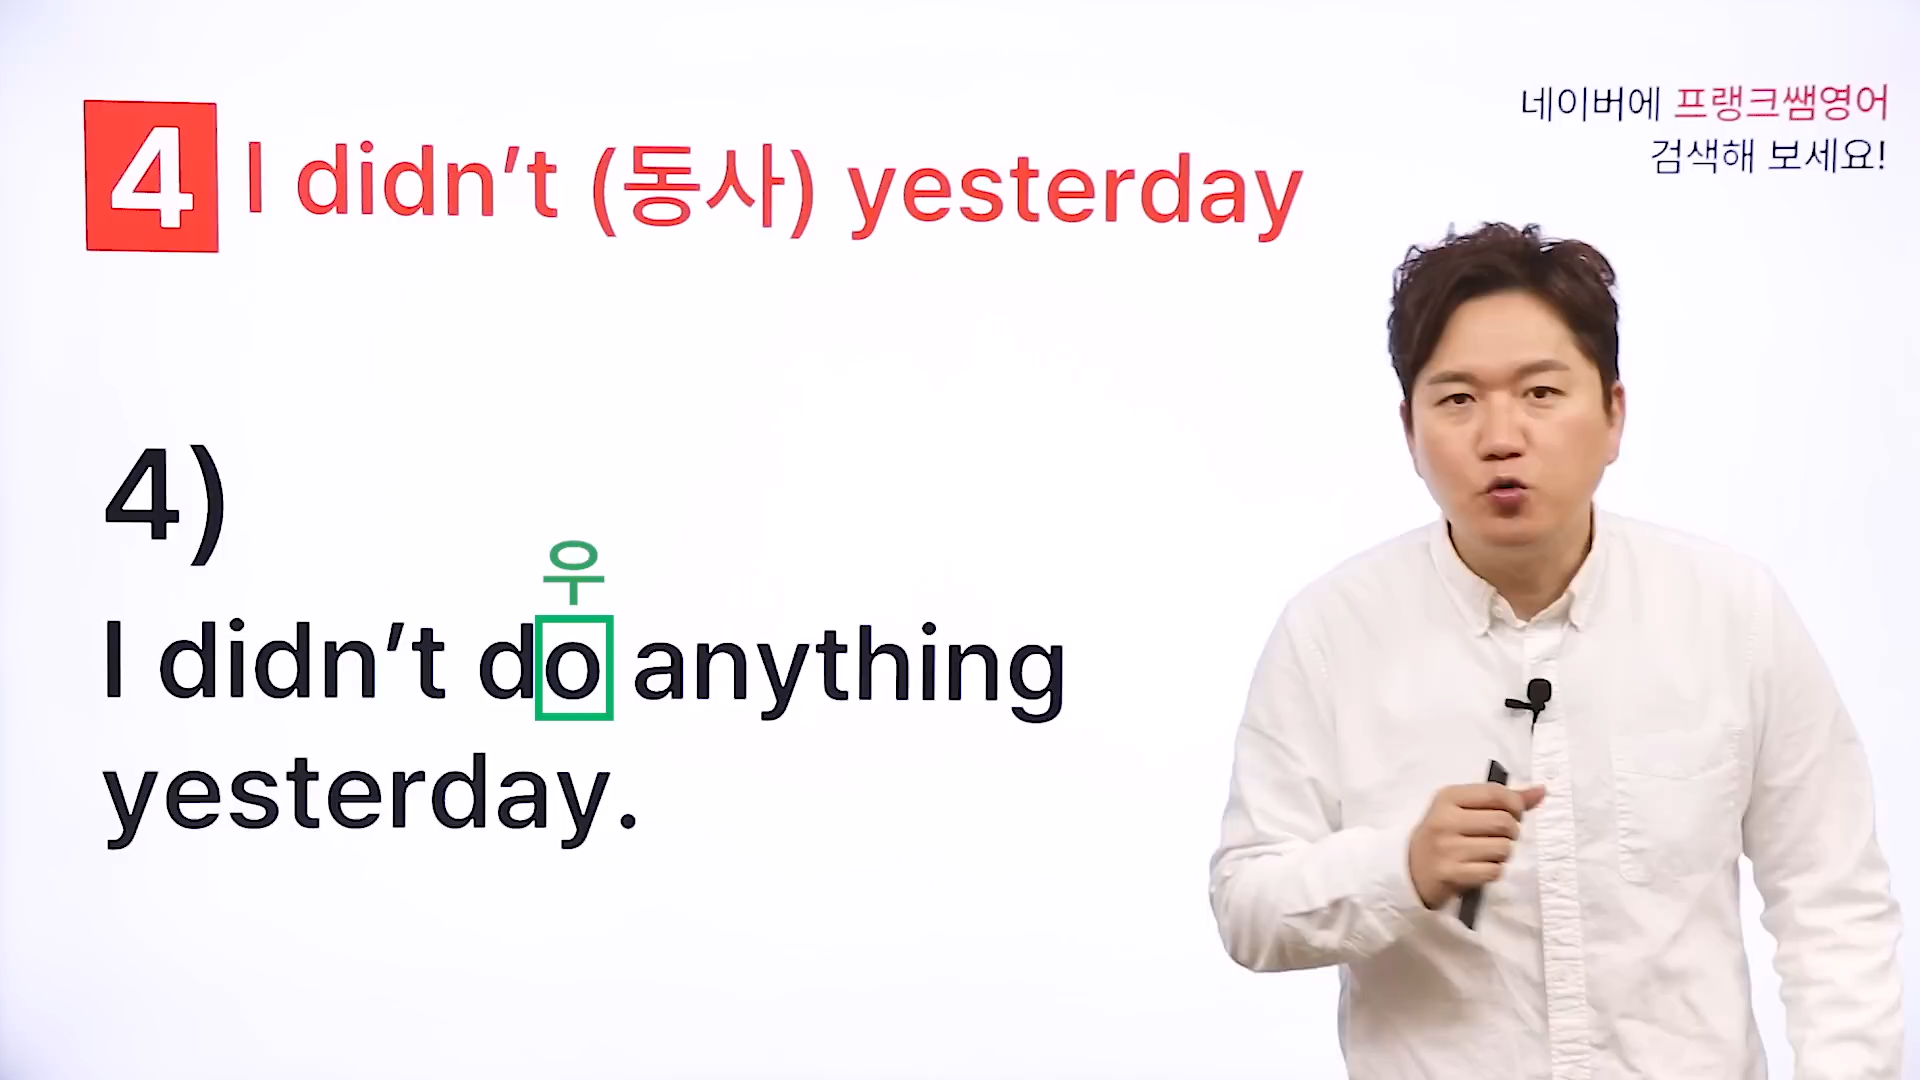 네이버에 프랭크쌤영어
검색해 보세요!
4 I didn’t (동사) yesterday
4)
우
I didn’t do anything
yesterday.